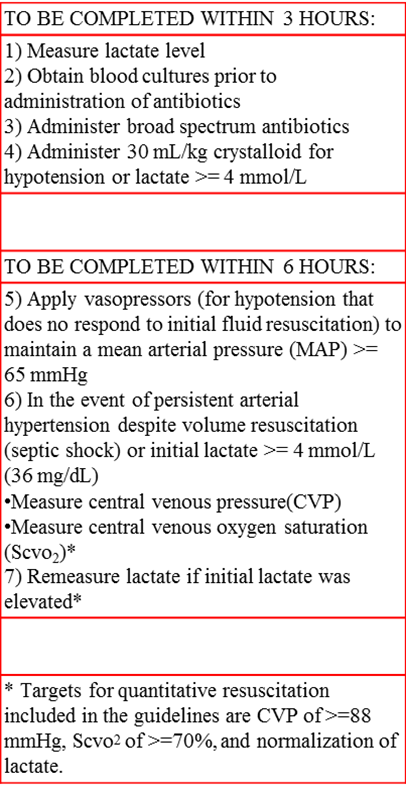 TO BE COMPLETED WITHIN 3 HOURS:
1) Measure lactate level
2) Obtain blood cultures prior to
administration of antibiotics
3) Administer broad spectrum antibiotics
4) Administer 30 mL/kg crystalloid for
hypotension or lactate >= 4 mmol/L
TO BE COMPLETED WITHIN 6 HOURS:
5) Apply vasopressors (for hypotension that
does no respond to initial fluid resuscitation) to
maintain a mean arterial pressure (MAP) >=
65 mmHg
6) In the event of persistent arterial
hypertension despite volume resuscitation
(septic shock) or initial lactate >= 4 mmol/L
(36 mg/dL)
•Measure central venous pressure(CVP)
•Measure central venous oxygen saturation
(Scvo₂)*
7) Remeasure lactate if initial lactate was
elevated*
* Targets for quantitative resuscitation
included in the guidelines are CVP of >=88
mmHg, Scvo² of >=70%, and normalization of
lactate.